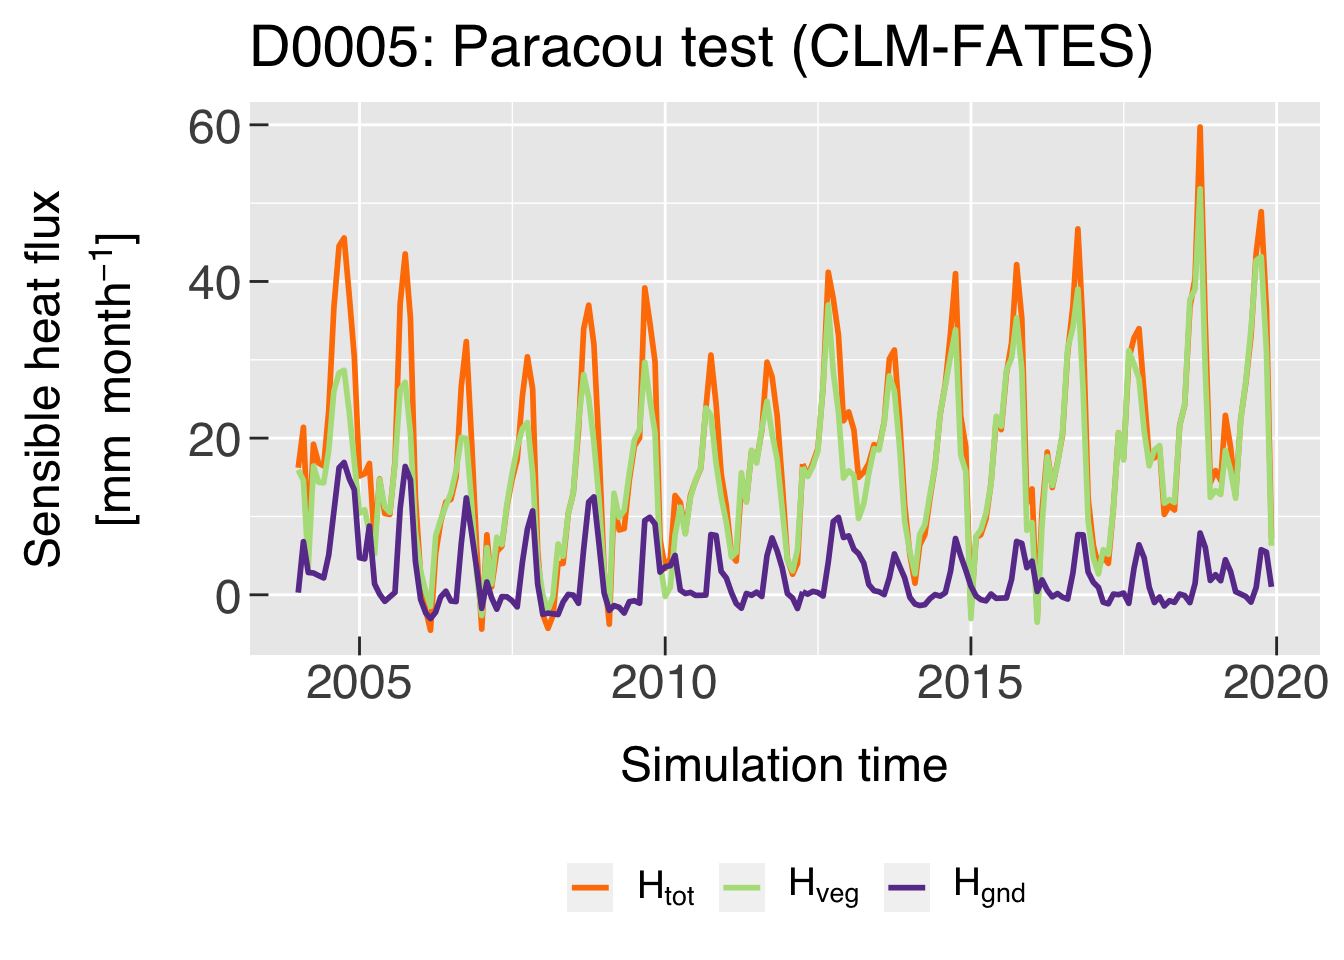 D0005: Paracou test (CLM-FATES)
Sensible heat flux
[mm month⁻¹]
60
40
20
0
2005 2010 2015 2020
Simulation time
H_tot H_veg H_gnd